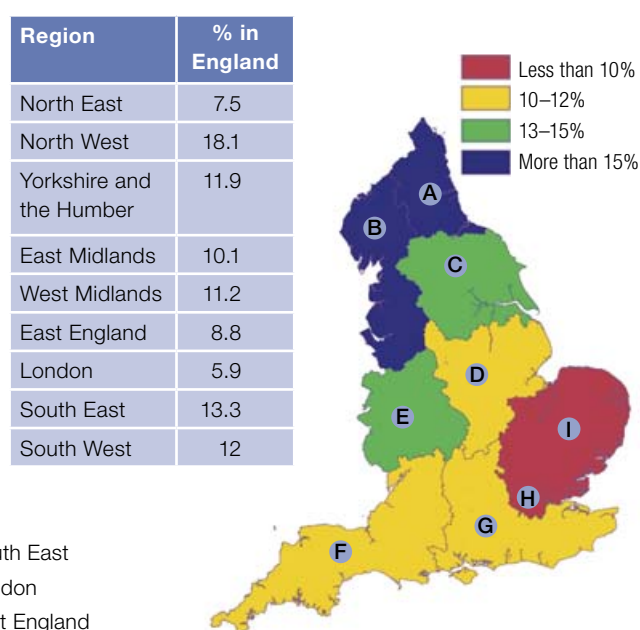 Region % in England
North East 7.5
North West 18.1
Yorkshire and 11.9
the Humber
East Midlands 10.1
West Midlands 11.2
East England 8.8
London 5.9
South East 13.3
South West 12
Less than 10%
10–12%
13–15%
More than 15%
A
B
C
D
E
I
H
G
F
th East
don
t England